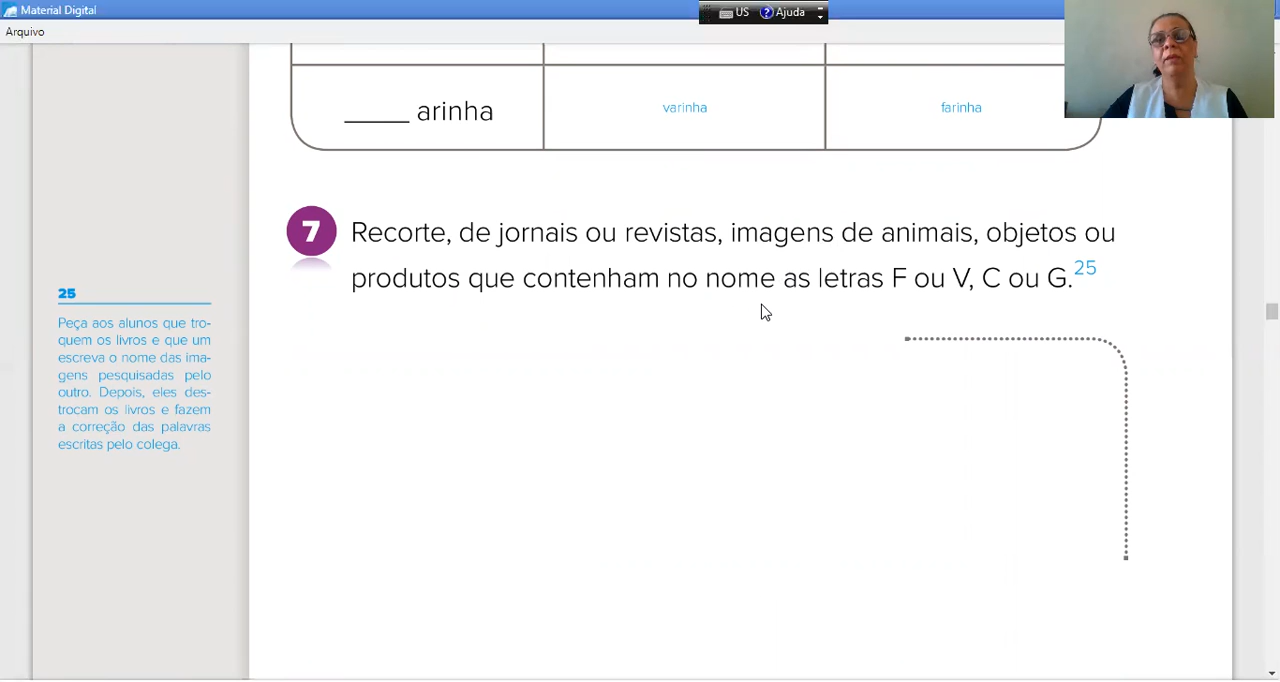 Material Digital
US Ajuda
Arquivo
_____ arinha
varinha
farinha
7 Recorte, de jornais ou revistas, imagens de animais, objetos ou
produtos que contenham no nome as letras F ou V, C ou G.25
25
Peça aos alunos que tro-
quem os livros e que um
escreva o nome das ima-
gens pesquisadas pelo
outro. Depois, eles des-
trocam os livros e fazem
a correção das palavras
escritas pelo colega.